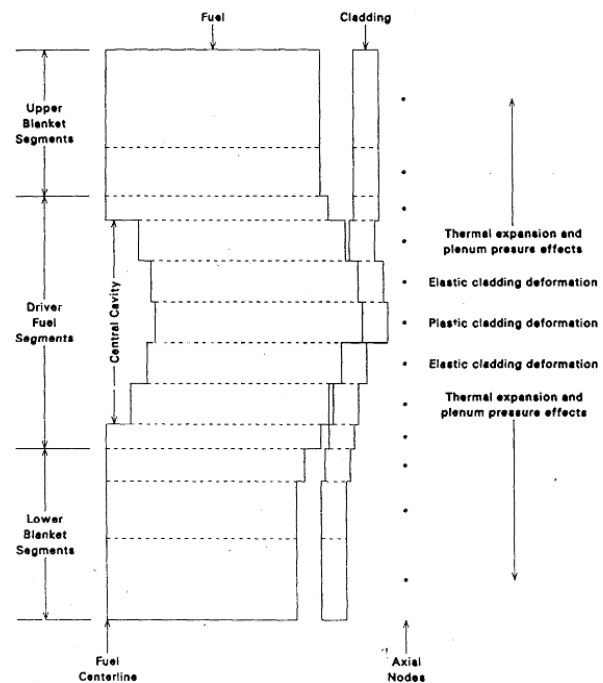 Fuel
Cladding
Upper
Blanket
Segments
Thermal expansion and
plenum presure effects
Elastic cladding deformation
Driver
Fuel
Segments
Central Cavity
Plastic cladding deformation
Elastic cladding deformation
Thermal expansion and
plenum pressure effects
Lower
Blanket
Segments
Fuel
Centerline
Axial
Nodes